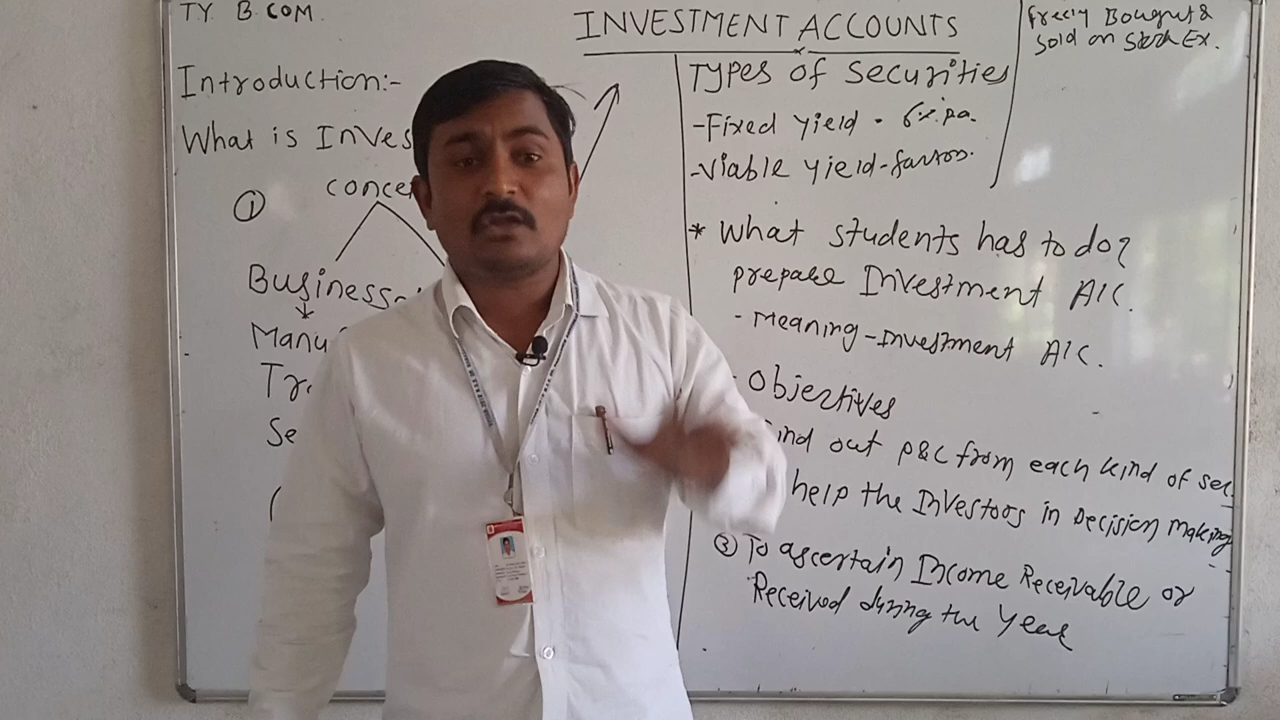 TY B.COM.
INVESTMENT ACCOUNTS
Freely Bought &
Sold on Stock Ex.
Introduction:-
What is Inves
conce
①
Business
Manu
Tr
Se
Types of Securities
-Fixed yield - 6% pa.
-Viable yield-factors.
* What students has to do?
prepare Investment A/C.
- Meaning-Investment A/C.
- Objectives
ind out P&L from each kind of sec.
help the Investors in Decision Making
③ To ascertain Income Receivable or
Received during the Year